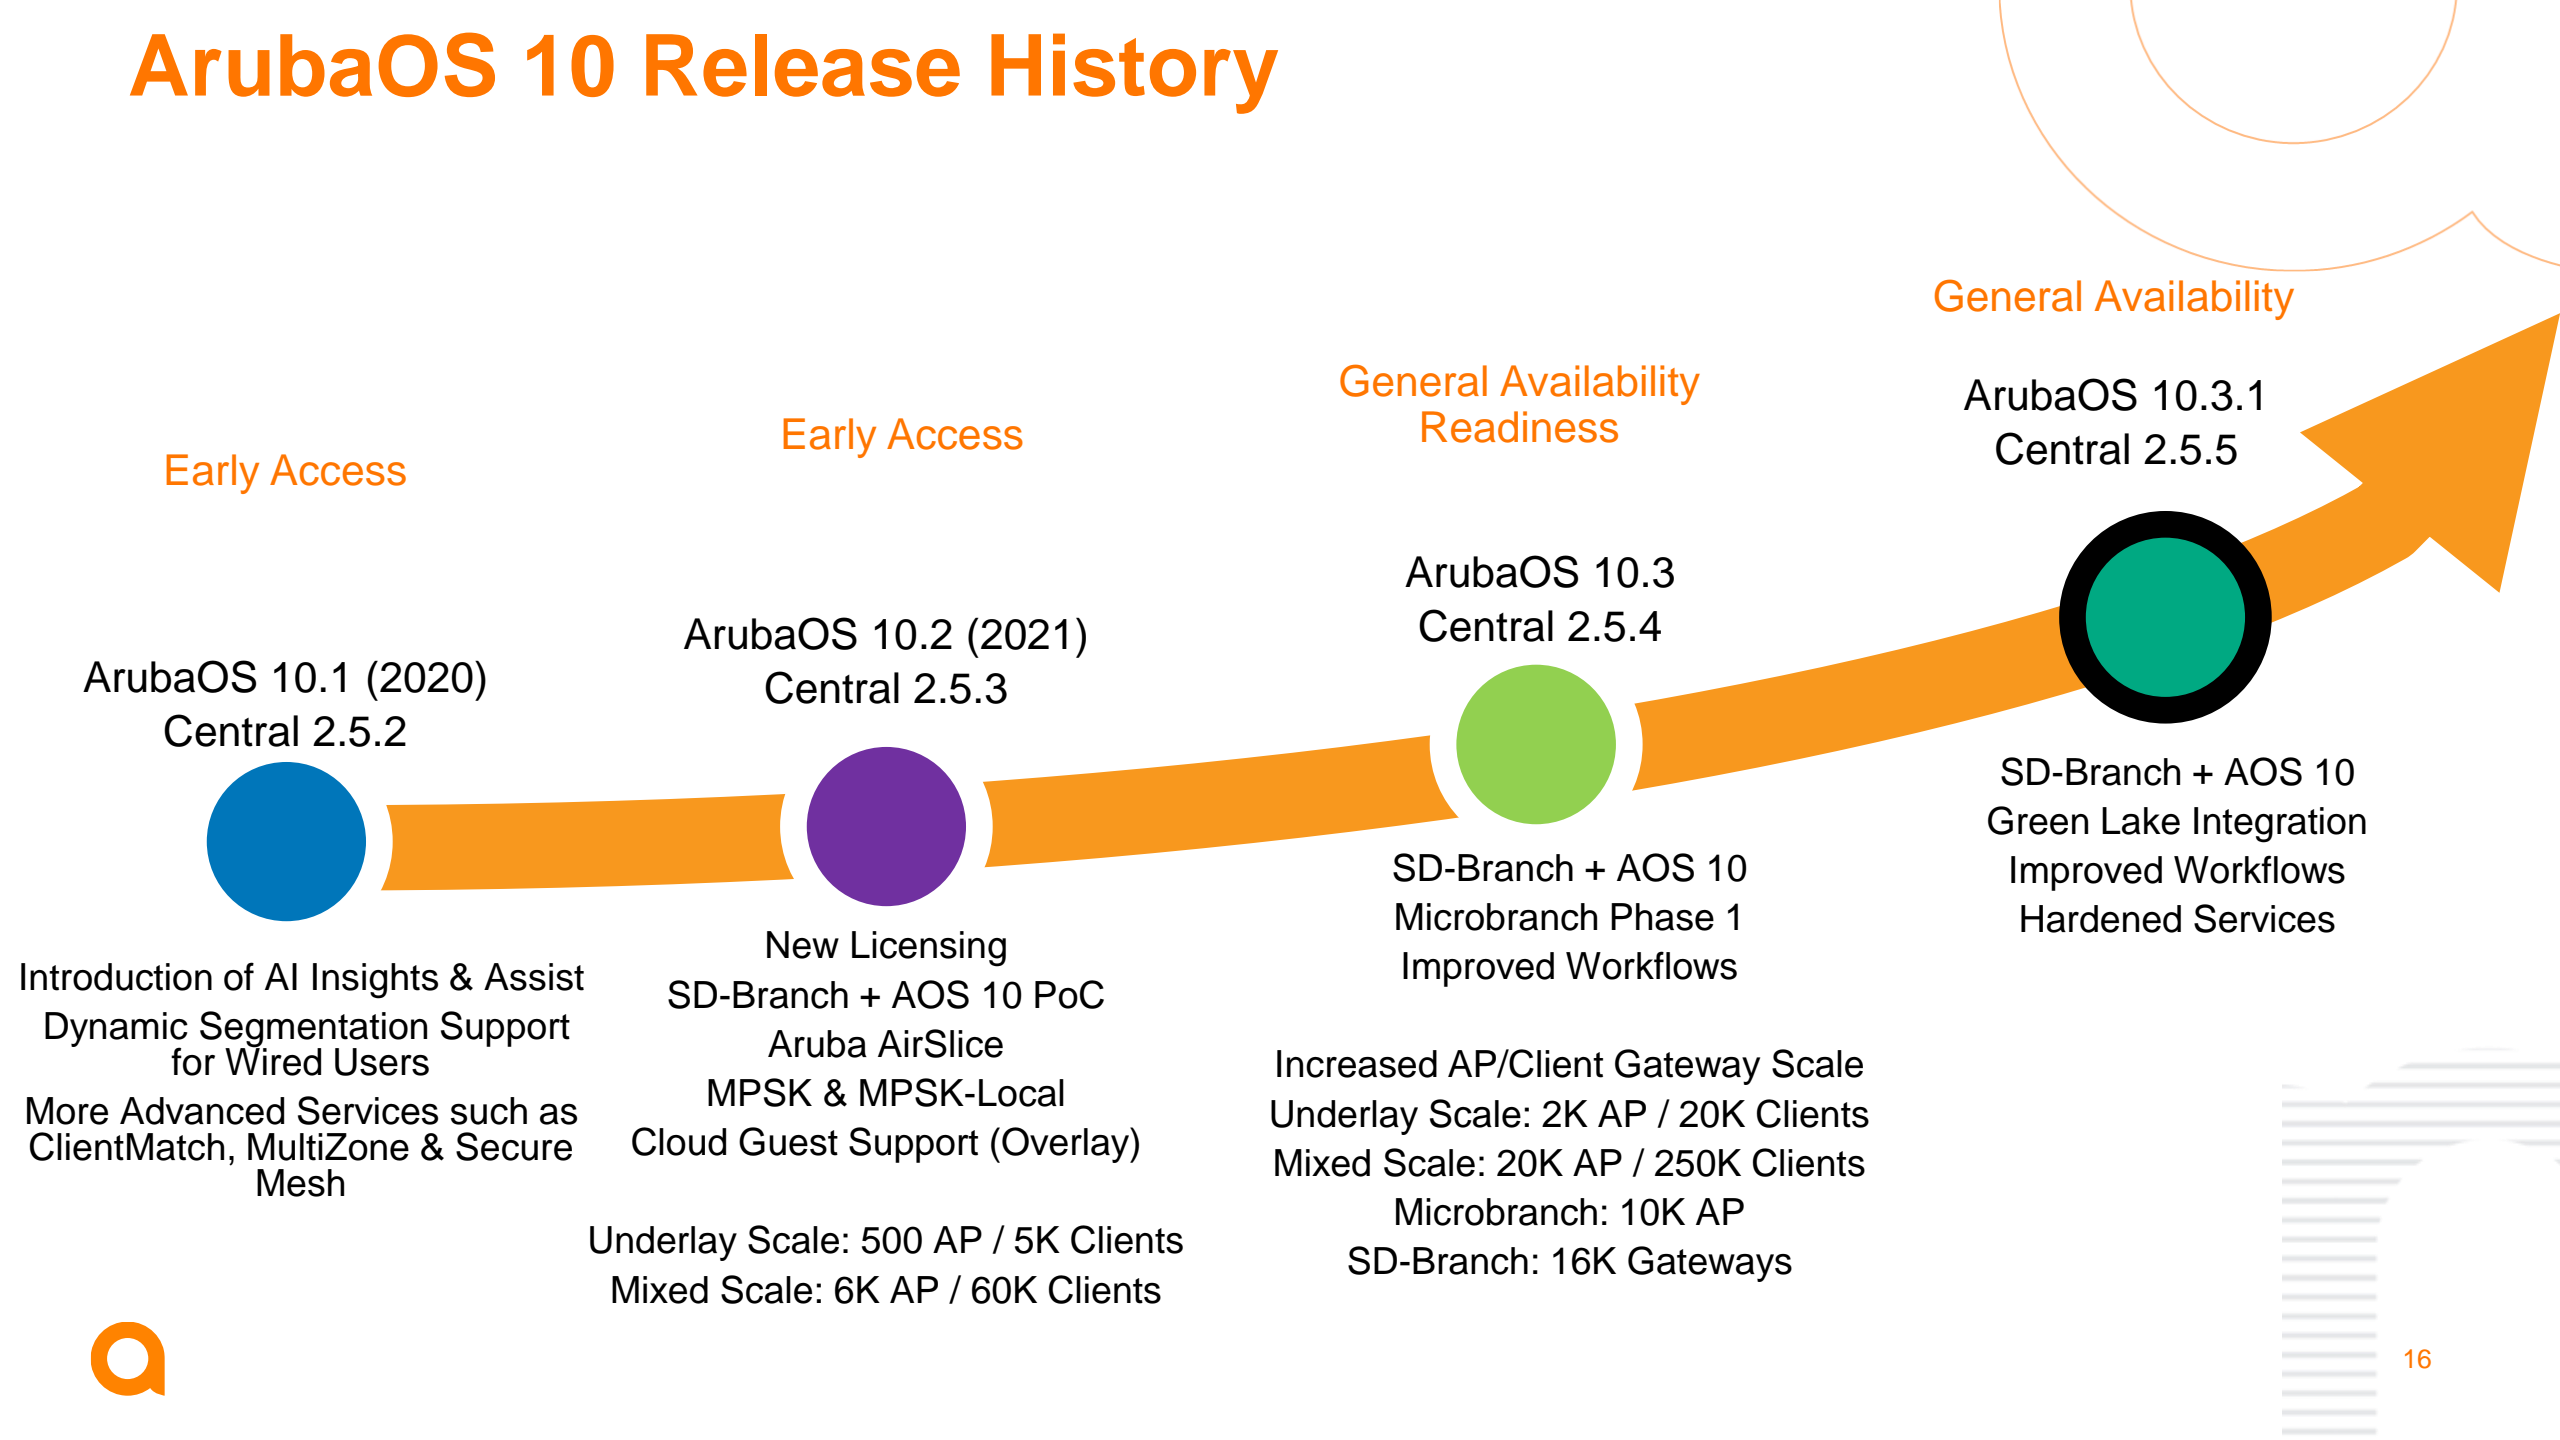 ArubaOS 10 Release History
Early Access
ArubaOS 10.1 (2020)
Central 2.5.2
Introduction of AI Insights & Assist
Dynamic Segmentation Support
for Wired Users
More Advanced Services such as
ClientMatch, MultiZone & Secure
Mesh
Early Access
ArubaOS 10.2 (2021)
Central 2.5.3
New Licensing
SD-Branch + AOS 10 PoC
Aruba AirSlice
MPSK & MPSK-Local
Cloud Guest Support (Overlay)
Underlay Scale: 500 AP / 5K Clients
Mixed Scale: 6K AP / 60K Clients
General Availability
Readiness
ArubaOS 10.3
Central 2.5.4
SD-Branch + AOS 10
Microbranch Phase 1
Improved Workflows
Increased AP/Client Gateway Scale
Underlay Scale: 2K AP / 20K Clients
Mixed Scale: 20K AP / 250K Clients
Microbranch: 10K AP
SD-Branch: 16K Gateways
General Availability
ArubaOS 10.3.1
Central 2.5.5
SD-Branch + AOS 10
Green Lake Integration
Improved Workflows
Hardened Services
16